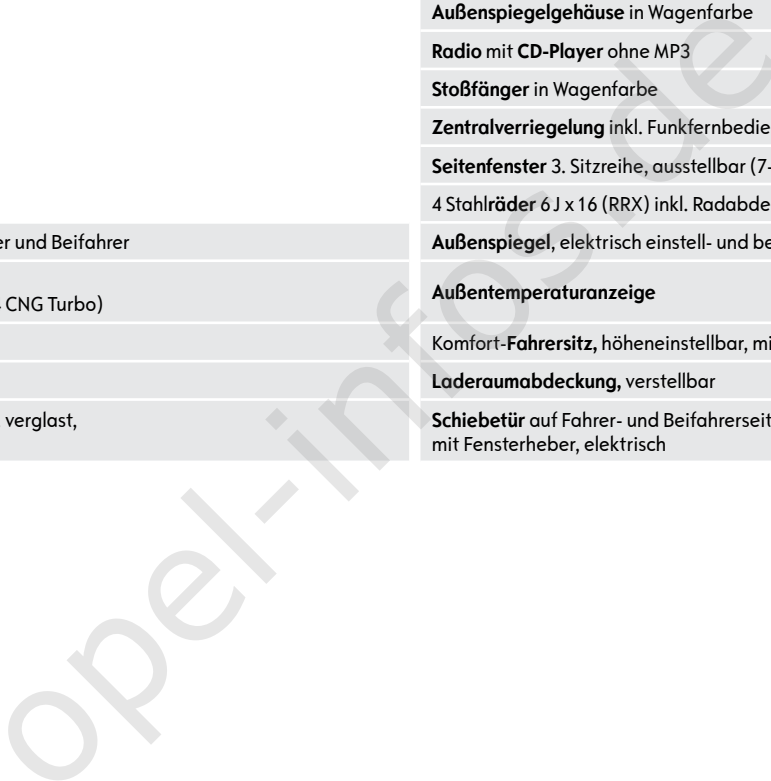 Außenspiegelgehäuse in Wagenfarbe
Radio mit CD-Player ohne MP3
Stoßfänger in Wagenfarbe
Zentralverriegelung inkl. Funkfernbedie
Seitenfenster 3. Sitzreihe, ausstellbar (7-
4 Stahlräder 6 J x 16 (RRX) inkl. Radabde
er und Beifahrer
Außenspiegel, elektrisch einstell- und be
CNG Turbo)
Außentemperaturanzeige
Komfort-Fahrersitz, höheneinstellbar, mi
Laderaumabdeckung, verstellbar
verglast,
Schiebetür auf Fahrer- und Beifahrerseit
mit Fensterheber, elektrisch
opel-infos.de